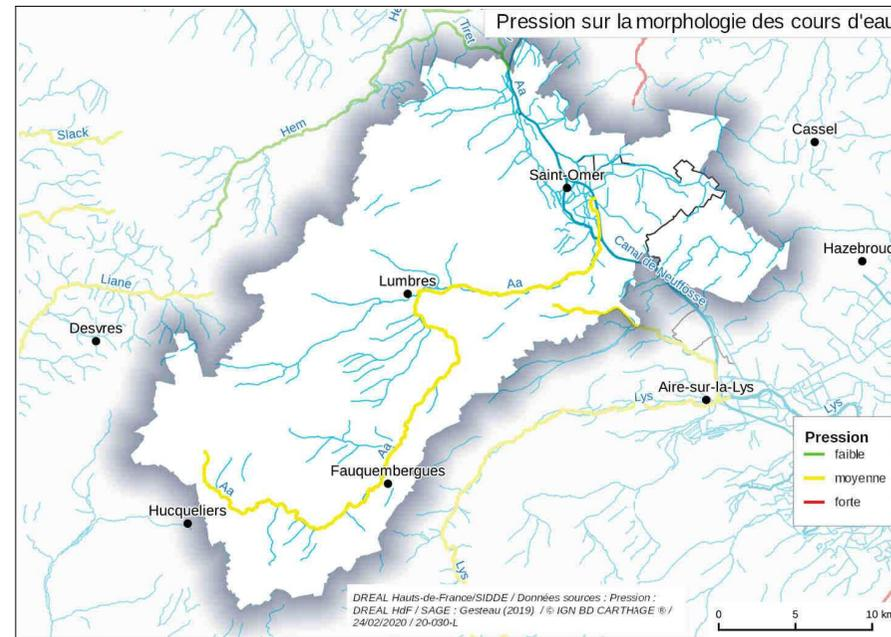 Pression sur la morphologie des cours d'eau
He
Tiret
Aa
Slack
Hem
Cassel
Saint-Omer
Canal de Neuffossé
Hazebrouc
Liane
Lumbres
Aa
Desvres
Aire-sur-la-Lys
Lys
Lys
Aa
Fauquembergues
Aa
Hucqueliers
Lys
Pression
faible
moyenne
forte
DREAL Hauts-de-France/SIDDE / Données sources : Pression :
DREAL HdF / SAGE : Gesteau (2019) / © IGN BD CARTHAGE ® /
24/02/2020 / 20-030-L
0 5 10 km